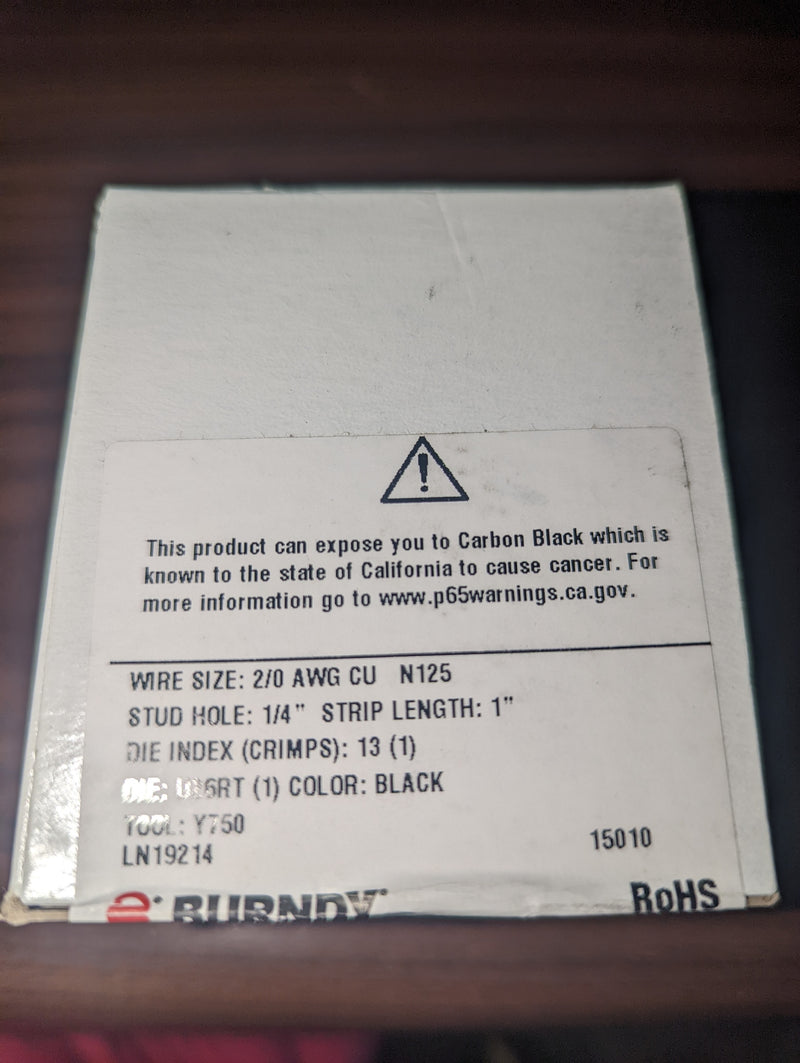 This product can expose you to Carbon Black which is
known to the state of California to cause cancer. For
more information go to www.p65warnings.ca.gov.
WIRE SIZE: 2/0 AWG CU N125
STUD HOLE: 1/4" STRIP LENGTH: 1"
DIE INDEX (CRIMPS): 13 (1)
DIE: (1) COLOR: BLACK
TOOL: Y750
LN19214
15010
BURNDY
RoHS